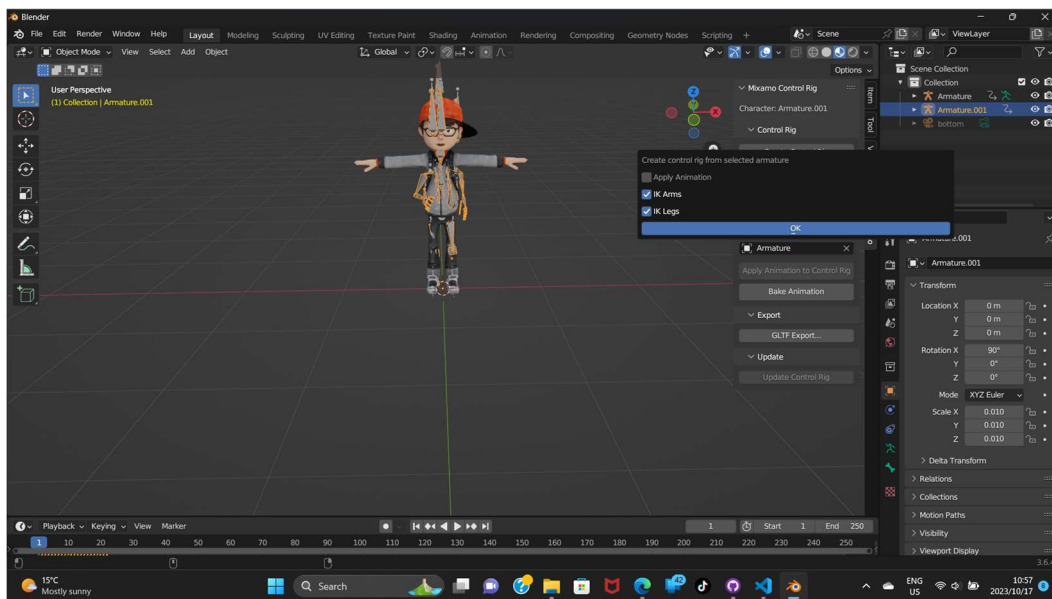 Blender
File Edit Render Window Help Layout Modeling Sculpting UV Editing Texture Paint Shading Animation Rendering Compositing Geometry Nodes Scripting + Scene ViewLayer
Object Mode View Select Add Object Global
Options
User Perspective
(1) Collection | Armature.001
Z
X
Mixamo Control Rig
Character: Armature.001
Control Rig
Item
Tool
Create control rig from selected armature
Apply Animation
IK Arms
IK Legs
OK
Armature
Apply Animation to Control Rig
Bake Animation
Export
GLTF Export...
Update
Update Control Rig
Scene Collection
Collection
Armature
Armature.001
bottom
Armature.001
Armature.001
Transform
Location X 0 m
Y 0 m
Z 0 m
Rotation X 90°
Y 0°
Z 0°
Mode XYZ Euler
Scale X 0.010
Y 0.010
Z 0.010
Delta Transform
Relations
Collections
Motion Paths
Visibility
Viewport Display
Playback Keying View Marker 1 Start 1 End 250
1 10 20 30 40 50 60 70 80 90 100 110 120 130 140 150 160 170 180 190 200 210 220 230 240 250
15°C
Mostly sunny
Search
42
ENG
US
10:57
2023/10/17
8